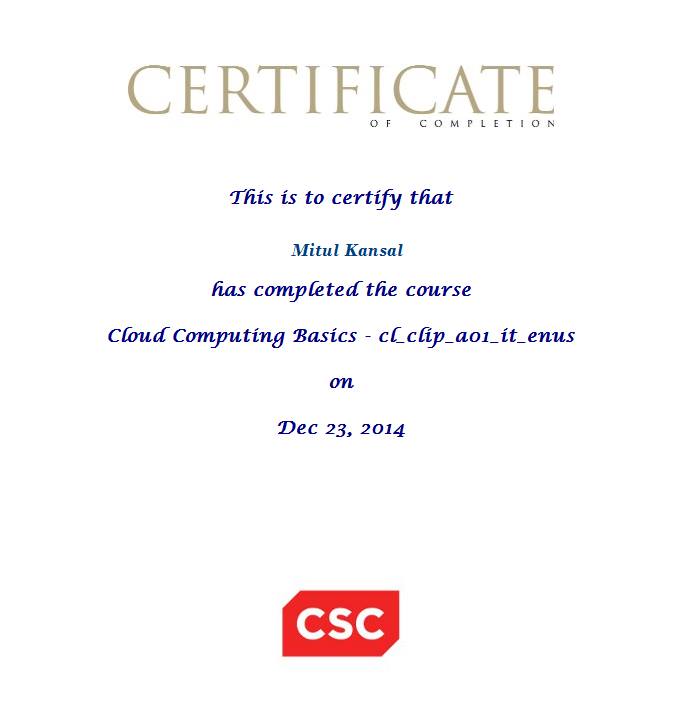 CERTIFICATE
OF COMPLETION
This is to certify that
Mitul Kansal
has completed the course
Cloud Computing Basics - cl_clip_a01_it_enus
on
Dec 23, 2014
CSC